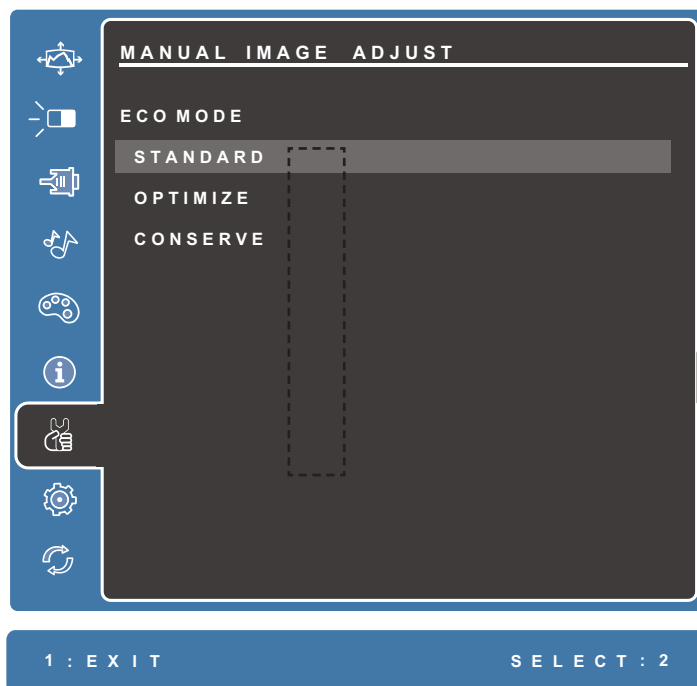 MANUAL IMAGE ADJUST
ECO MODE
STANDARD
OPTIMIZE
CONSERVE
1 : EXIT SELECT : 2